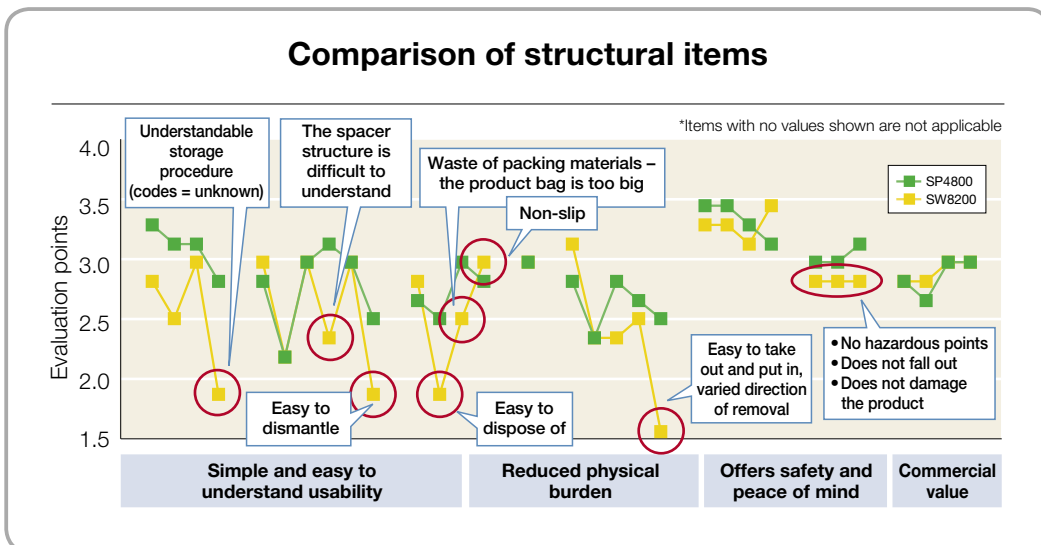 Comparison of structural items
*Items with no values shown are not applicable
Understandable
storage
procedure
(codes = unknown)
The spacer
structure is
difficult to
understand
Waste of packing materials –
the product bag is too big
Non-slip
SP4800
SW8200
Evaluation points
4.0
3.5
3.0
2.5
2.0
1.5
Easy to
dismantle
Easy to
dispose of
Easy to take
out and put in,
varied direction
of removal
• No hazardous points
• Does not fall out
• Does not damage
the product
Simple and easy to
understand usability
Reduced physical
burden
Offers safety and
peace of mind
Commercial
value